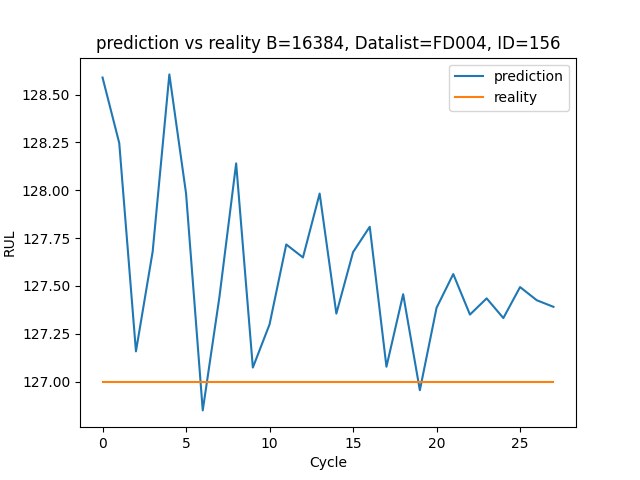 prediction vs reality B=16384, Datalist=FD004, ID=156
prediction
reality
128.50
128.25
128.00
127.75
127.50
127.25
127.00
RUL
0 5 10 15 20 25
Cycle